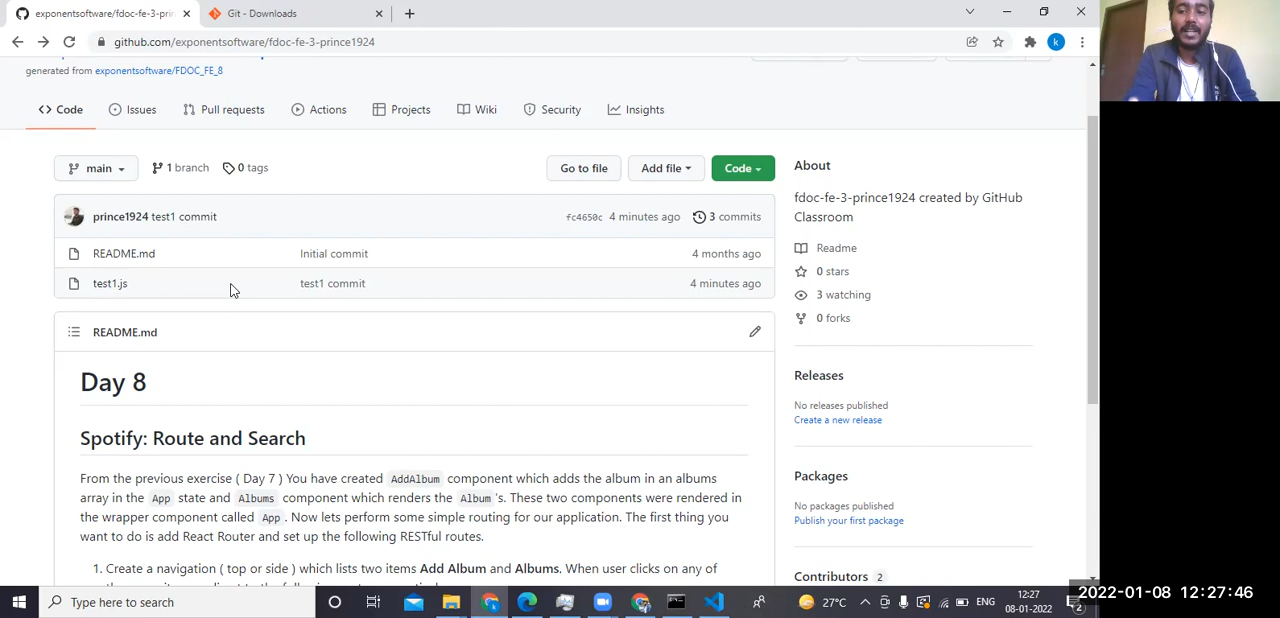 exponentsoftware/fdoc-fe-3-prin
Git - Downloads
github.com/exponentsoftware/fdoc-fe-3-prince1924
k
generated from exponentsoftware/FDOC_FE_8
Code
Issues
Pull requests
Actions
Projects
Wiki
Security
Insights
main
1 branch
0 tags
Go to file
Add file
Code
About
fdoc-fe-3-prince1924 created by GitHub
Classroom
prince1924 test1 commit
fc4650c 4 minutes ago
3 commits
README.md
Initial commit
4 months ago
test1.js
test1 commit
4 minutes ago
Readme
0 stars
3 watching
0 forks
README.md
Day 8
Spotify: Route and Search
From the previous exercise ( Day 7 ) You have created AddAlbum component which adds the album in an albums
array in the App state and Albums component which renders the Album 's. These two components were rendered in
the wrapper component called App . Now lets perform some simple routing for our application. The first thing you
want to do is add React Router and set up the following RESTful routes.
1. Create a navigation ( top or side ) which lists two items Add Album and Albums. When user clicks on any of
Releases
No releases published
Create a new release
Packages
No packages published
Publish your first package
Contributors 2
Type here to search
27°C
ENG
12:27
08-01-2022
2
2022-01-08 12:27:46